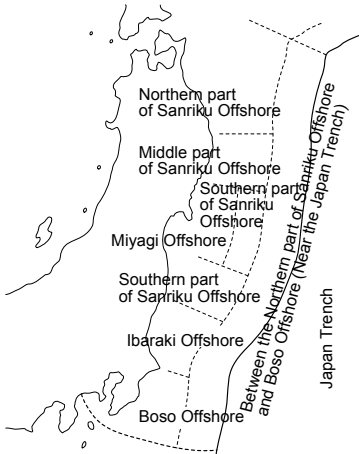 Northern part
of Sanriku Offshore
Middle part
of Sanriku Offshore
Southern part
of Sanriku
Offshore
Miyagi Offshore
Southern part
of Sanriku Offshore
Ibaraki Offshore
Boso Offshore
Between the Northern part of Sanriku Offshore
and Boso Offshore (Near the Japan Trench)
Japan Trench